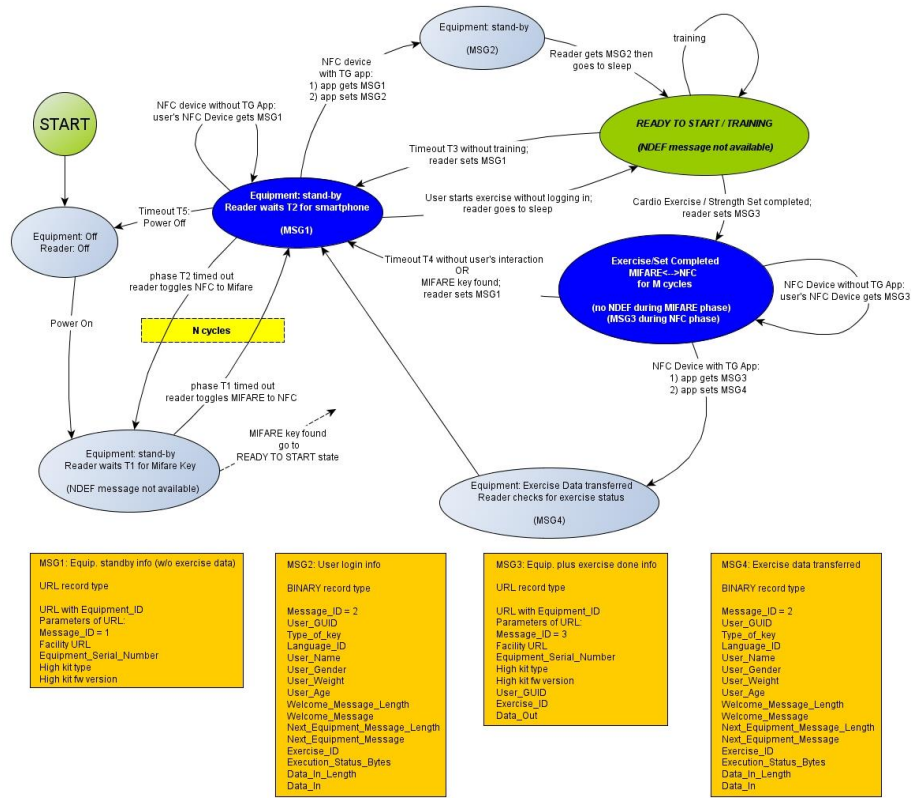 Equipment: stand-by
(MSG2)
training
NFC device
with TG app:
1) app gets MSG1
2) app sets MSG2
Reader gets MSG2 then
goes to sleep
START
NFC device without TG App:
user's NFC Device gets MSG1
READY TO START / TRAINING
(NDEF message not available)
Timeout T3 without training;
reader sets MSG1
Equipment: stand-by
Reader waits T2 for smartphone
(MSG1)
User starts exercise without logging in;
reader goes to sleep
Cardio Exercise / Strength Set completed;
reader sets MSG3
Timeout T5:
Power Off
Equipment: Off
Reader: Off
Timeout T4 without user's interaction
OR
MIFARE key found;
reader sets MSG1
Exercise/Set Completed
MIFARE<-->NFC
for M cycles
(no NDEF during MIFARE phase)
(MSG3 during NFC phase)
NFC Device without TG App:
user's NFC Device gets MSG3
phase T2 timed out
reader toggles NFC to Mifare
Power On
N cycles
NFC Device with TG App:
1) app gets MSG3
2) app sets MSG4
phase T1 timed out
reader toggles MIFARE to NFC
MIFARE key found
go to
READY TO START state
Equipment: stand-by
Reader waits T1 for Mifare Key
(NDEF message not available)
Equipment: Exercise Data transferred
Reader checks for exercise status
(MSG4)
MSG1: Equip. standby info (w/o exercise data)
URL record type
URL with Equipment_ID
Parameters of URL:
Message_ID = 1
Facility URL
Equipment_Serial_Number
High kit type
High kit fw version
MSG2: User login info
BINARY record type
Message_ID = 2
User_GUID
Type_of_key
Language_ID
User_Name
User_Gender
User_Weight
User_Age
Welcome_Message_Length
Welcome_Message
Next_Equipment_Message_Length
Next_Equipment_Message
Exercise_ID
Execution_Status_Bytes
Data_In_Length
Data_In
MSG3: Equip. plus exercise done info
URL record type
URL with Equipment_ID
Parameters of URL:
Message_ID = 3
Facility URL
Equipment_Serial_Number
High kit type
High kit fw version
User_GUID
Exercise_ID
Data_Out
MSG4: Exercise data transferred
BINARY record type
Message_ID = 2
User_GUID
Type_of_key
Language_ID
User_Name
User_Gender
User_Weight
User_Age
Welcome_Message_Length
Welcome_Message
Next_Equipment_Message_Length
Next_Equipment_Message
Exercise_ID
Execution_Status_Bytes
Data_In_Length
Data_In